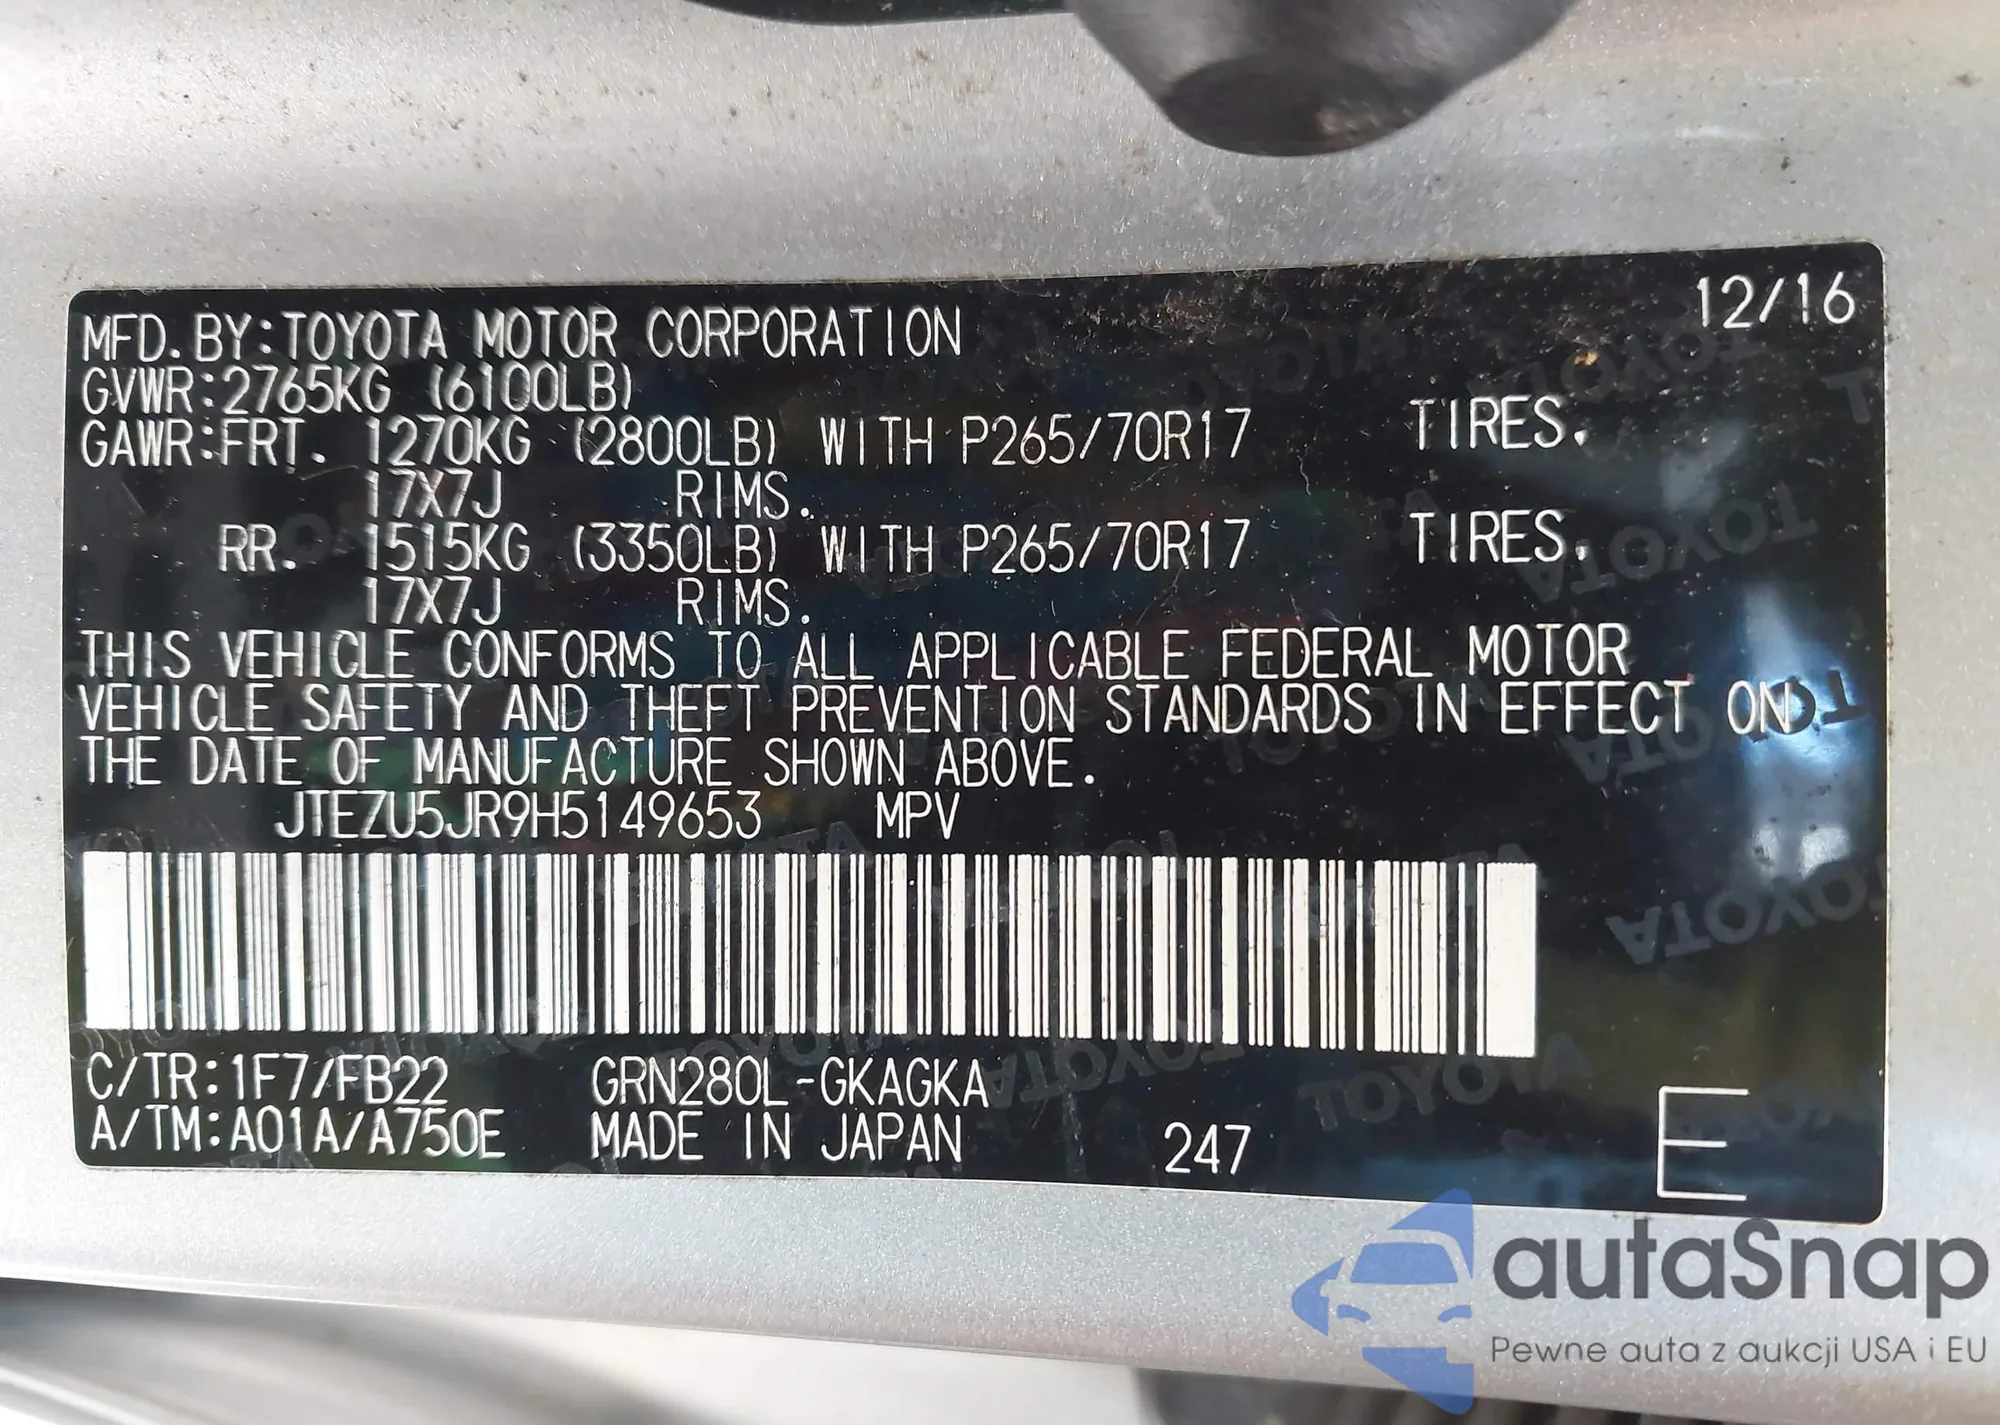 12/16
MFD. BY: TOYOTA MOTOR CORPORATION
GVWR: 2765KG (6100LB)
GAWR: FRT. 1270KG (2800LB) WITH P265/70R17 TIRES,
17X7J RIMS.
RR. 1515KG (3350LB) WITH P265/70R17 TIRES,
17X7J RIMS.
THIS VEHICLE CONFORMS TO ALL APPLICABLE FEDERAL MOTOR
VEHICLE SAFETY AND THEFT PREVENTION STANDARDS IN EFFECT ON
THE DATE OF MANUFACTURE SHOWN ABOVE.
JTEZU5JR9H5149653 MPV
C/TR: 1F7/FB22 GRN280L-GKAGKA
A/TM: A01A/A750E MADE IN JAPAN 247 E
autaSnap
Pewne auta z aukcji USA i EU